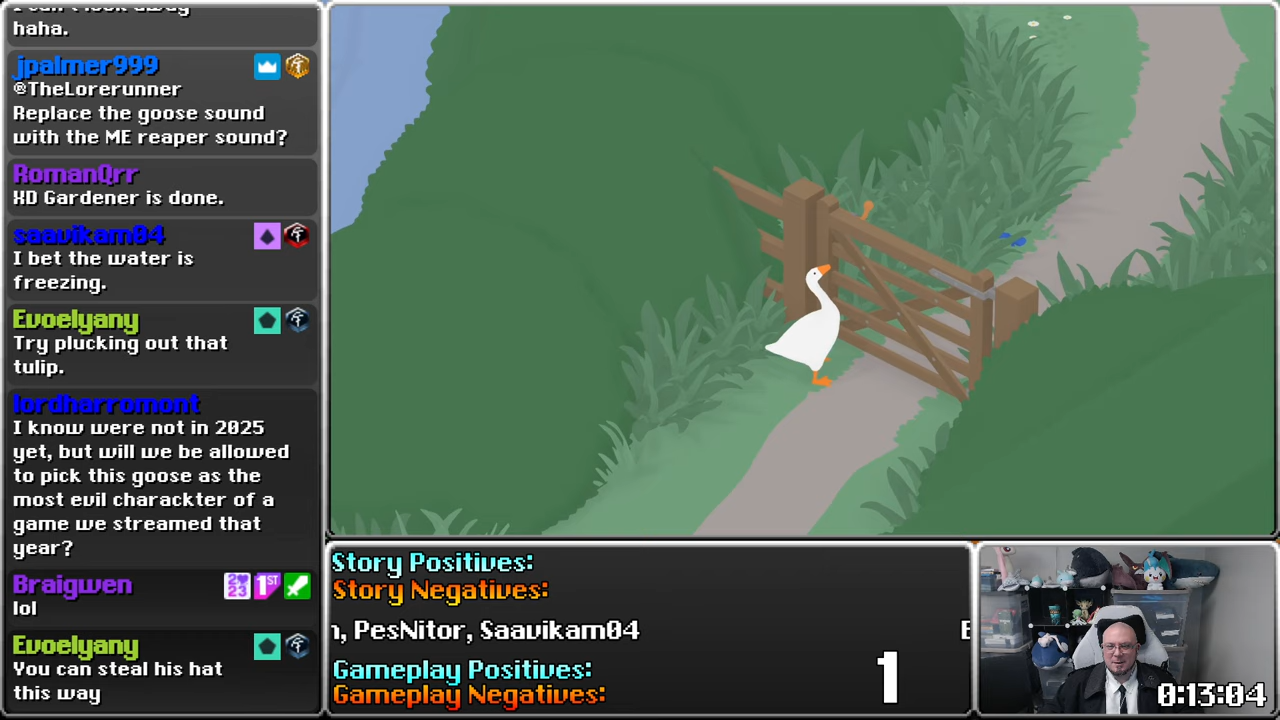 haha.
jpalmer999
@TheLorerunner
Replace the goose sound
with the ME reaper sound?
RomanQrr
XD Gardener is done.
saavikam04
I bet the water is
freezing.
Evoelyany
Try plucking out that
tulip.
lordharromont
I know were not in 2025
yet, but will we be allowed
to pick this goose as the
most evil charackter of a
game we streamed that
year?
Braigwen
lol
Evoelyany
You can steal his hat
this way
Story Positives:
Story Negatives:
, PesNitor, Saavikam04
Gameplay Positives:
Gameplay Negatives:
1
0:13:04